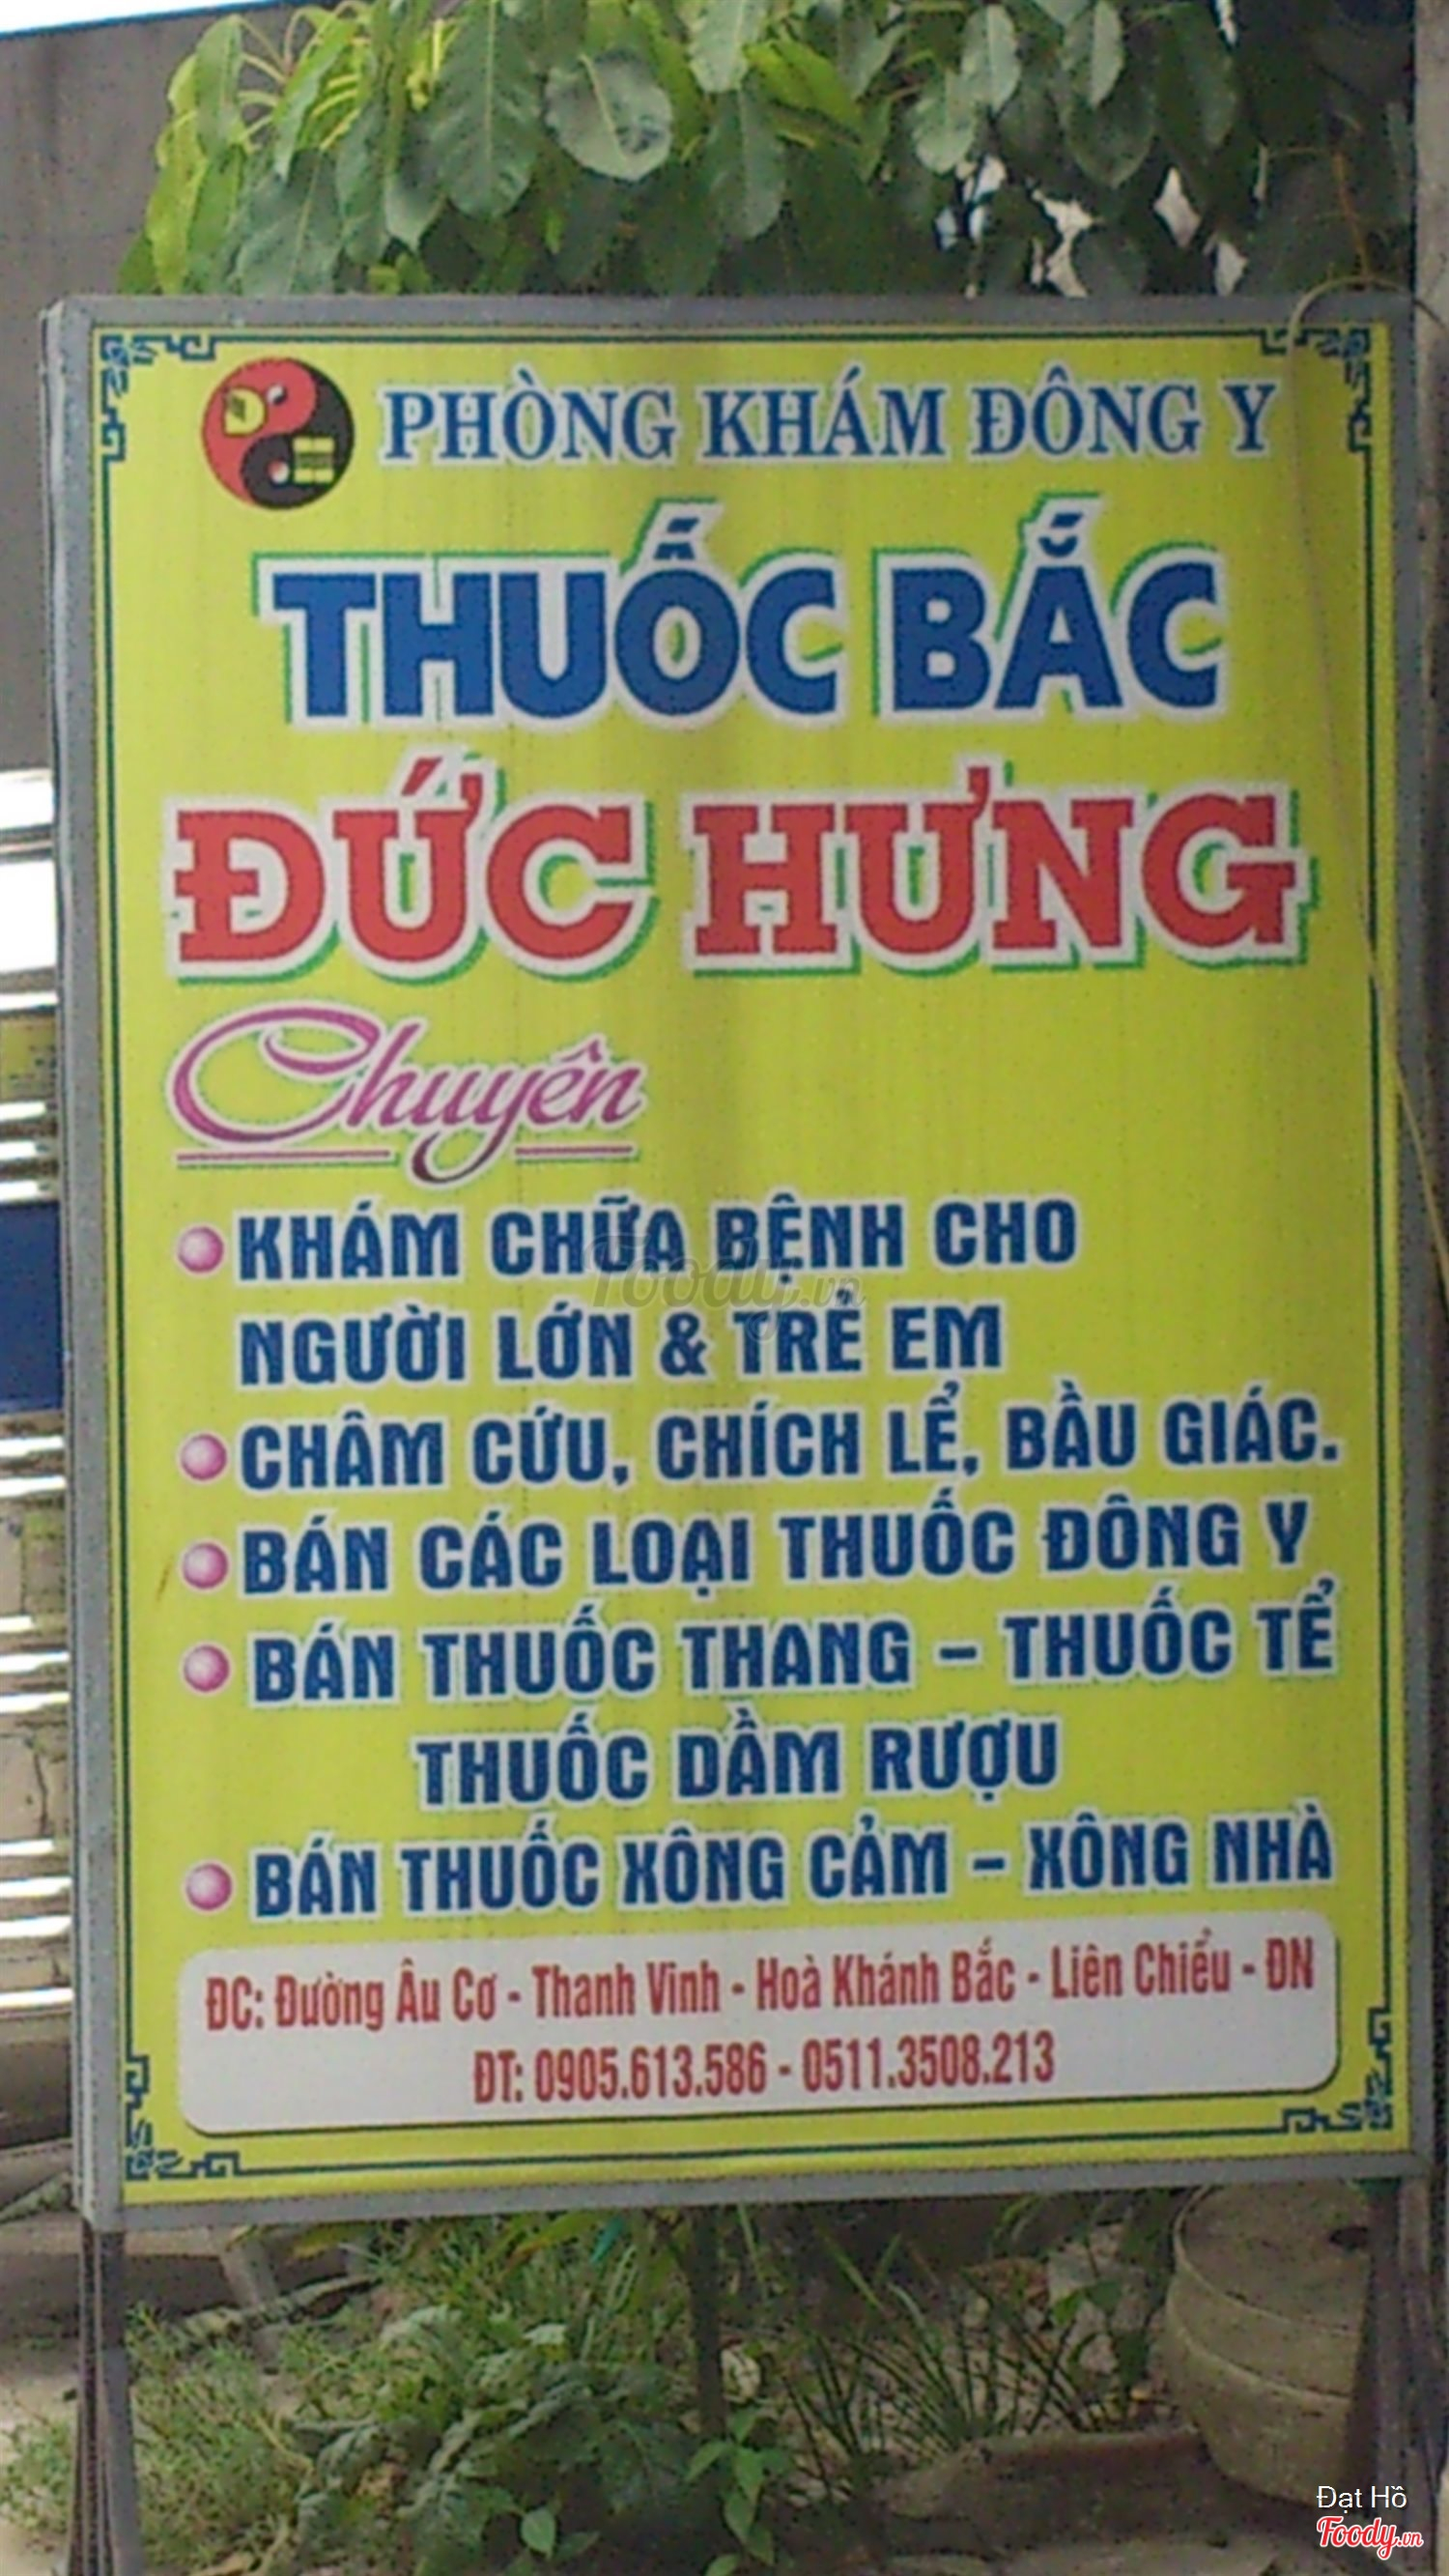 PHÒNG KHÁM ĐÔNG Y
THUỐC BẮC
ĐỨC HƯNG
Chuyên
KHÁM CHỮA BỆNH CHO
NGƯỜI LỚN & TRẺ EM
CHÂM CỨU, CHÍCH LỂ, BẦU GIÁC.
BÁN CÁC LOẠI THUỐC ĐÔNG Y
BÁN THUỐC THANG – THUỐC TỂ
THUỐC DẦM RƯỢU
BÁN THUỐC XÔNG CẢM – XÔNG NHÀ
ĐC: Đường Âu Cơ - Thanh Vinh - Hoà Khánh Bắc - Liên Chiểu - ĐN
ĐT: 0905.613.586 - 0511.3508.213
Foody.vn
Đạt Hồ
Foody.vn